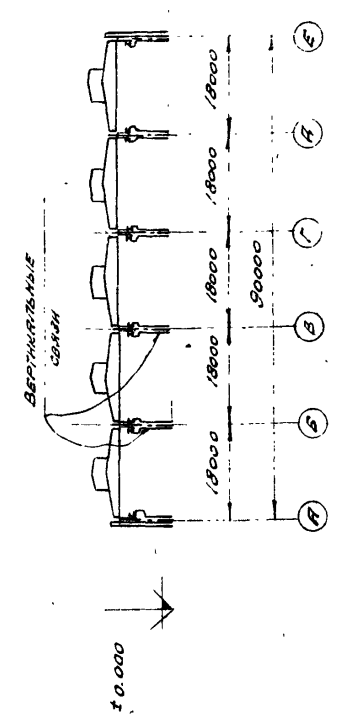 ВЕРТИКАЛЬНЫЕ
СВЯЗИ
± 0.000
18000
18000
18000
18000
18000
90000
А
Б
В
Г
Д
Е